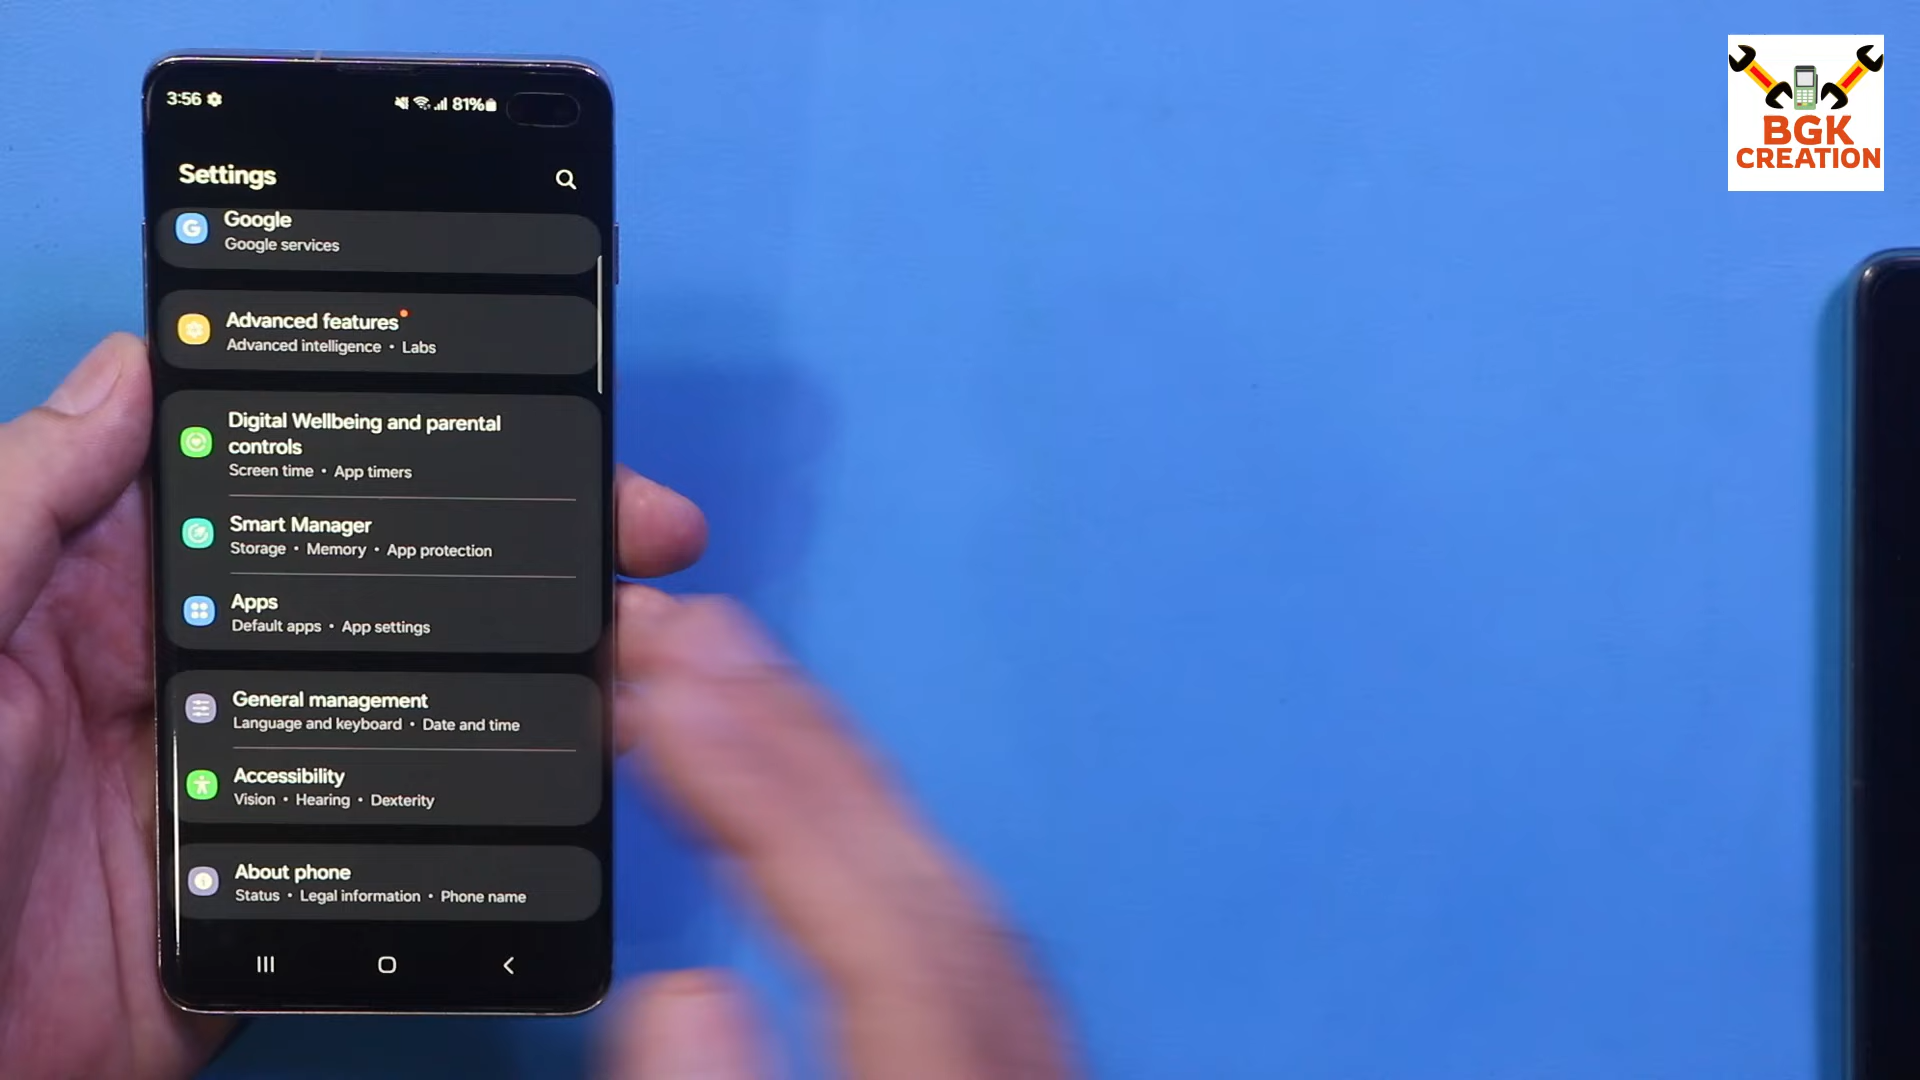 3:56
81%
Settings
Google
Google services
Advanced features
Advanced intelligence • Labs
Digital Wellbeing and parental
controls
Screen time • App timers
Smart Manager
Storage • Memory • App protection
Apps
Default apps • App settings
General management
Language and keyboard • Date and time
Accessibility
Vision • Hearing • Dexterity
About phone
Status • Legal information • Phone name
BGK
CREATION